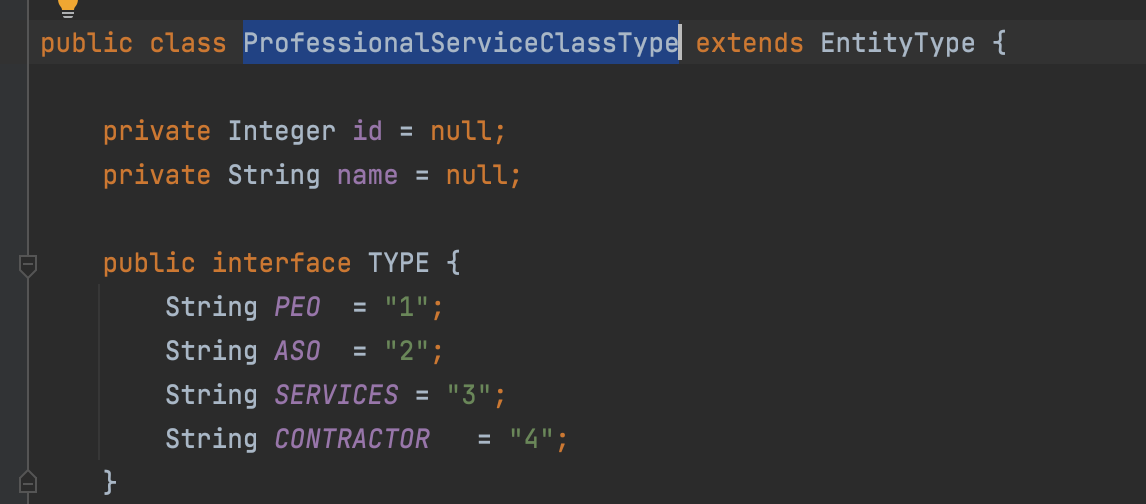 public class ProfessionalServiceClassType extends EntityType {
private Integer id = null;
private String name = null;
public interface TYPE {
String PEO  = "1";
String ASO  = "2";
String SERVICES = "3";
String CONTRACTOR   = "4";
}